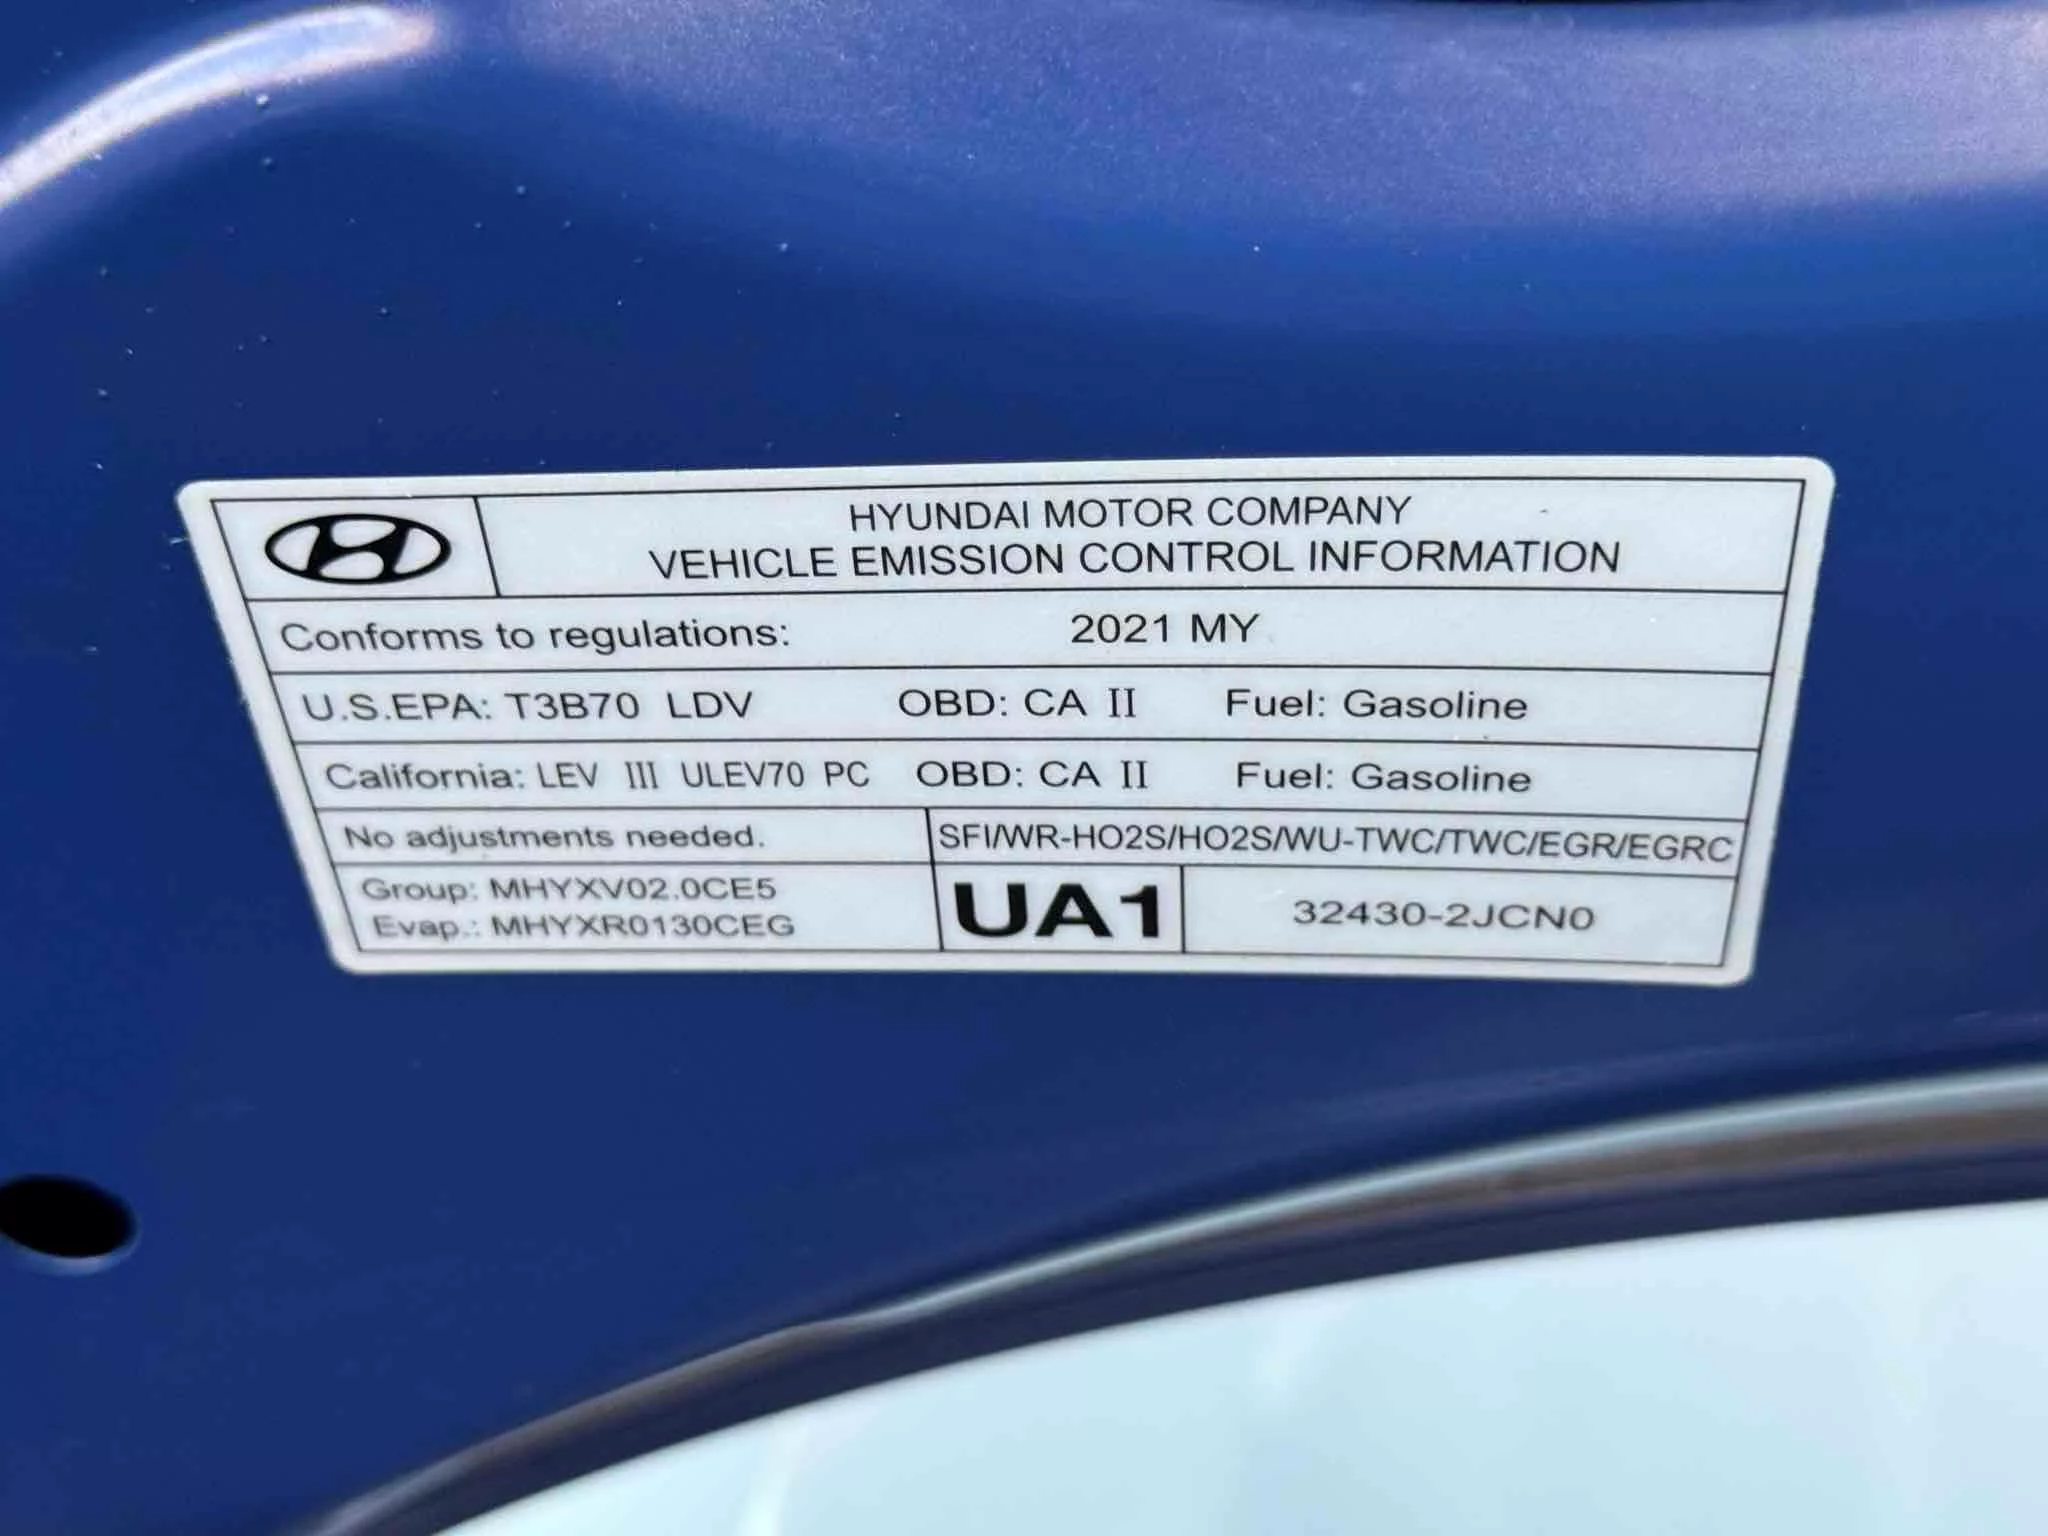 HYUNDAI MOTOR COMPANY
VEHICLE EMISSION CONTROL INFORMATION
Conforms to regulations: 2021 MY
U.S.EPA: T3B70 LDV OBD: CA II Fuel: Gasoline
California: LEV III ULEV70 PC OBD: CA II Fuel: Gasoline
No adjustments needed. SFI/WR-HO2S/HO2S/WU-TWC/TWC/EGR/EGRC
Group: MHYXV02.0CE5
Evap.: MHYXR0130CEG
UA1 32430-2JCN0